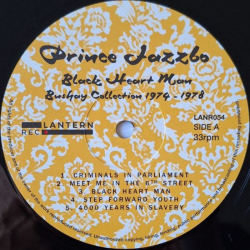 Prince Jazzbo
Black Heart Man
Bushay Collection 1974 - 1978
LANTERN
REC
LANR054
SIDE A
33rpm
1. CRIMINALS IN PARLIAMENT
2. MEET ME IN THE 6TH STREET
3. BLACK HEART MAN
4. STEP FORWARD YOUTH
5. 4000 YEARS IN SLAVERY